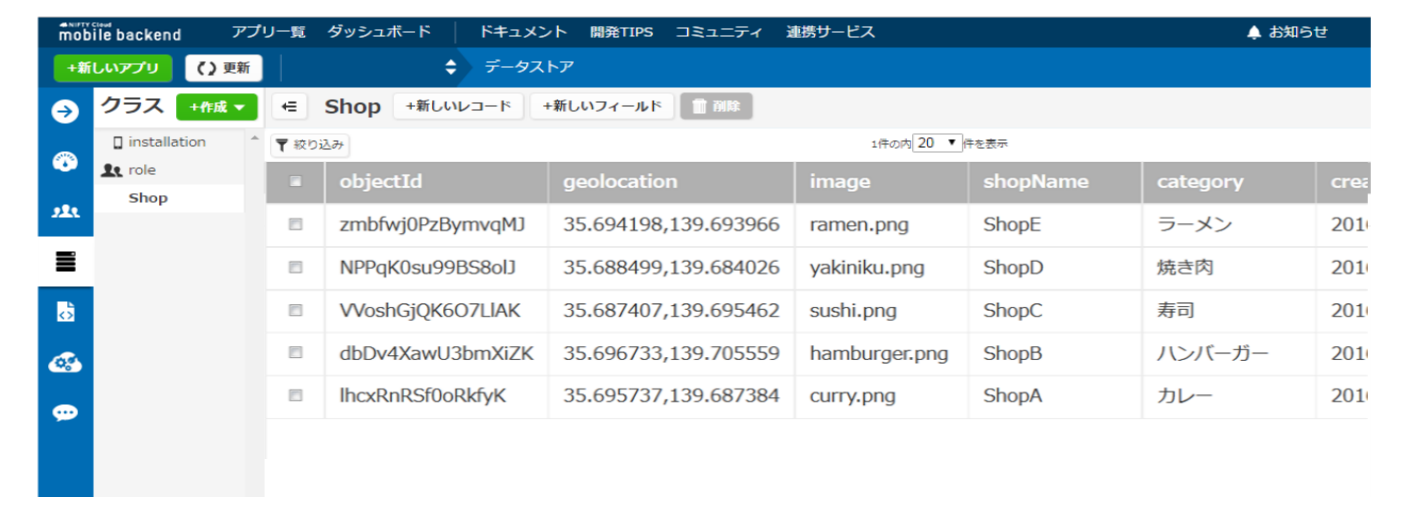 NIFTY Cloud
mobile backend アプリ一覧 ダッシュボード ドキュメント 開発TIPS コミュニティ 連携サービス お知らせ
+新しいアプリ 更新 データストア
クラス +作成 Shop +新しいレコード +新しいフィールド 削除
installation 絞り込み 1件の内 20 件を表示
role
Shop
objectId geolocation image shopName category crea
zmbfwj0PzBymvqMJ 35.694198,139.693966 ramen.png ShopE ラーメン 201
NPPqK0su99BS8olJ 35.688499,139.684026 yakiniku.png ShopD 焼き肉 201
VVoshGjQK6O7LlAK 35.687407,139.695462 sushi.png ShopC 寿司 201
dbDv4XawU3bmXiZK 35.696733,139.705559 hamburger.png ShopB ハンバーガー 201
lhcxRnRSf0oRkfyK 35.695737,139.687384 curry.png ShopA カレー 201